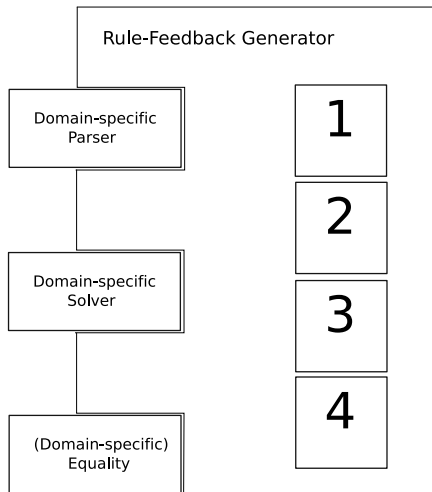 Rule-Feedback Generator
Domain-specific
Parser
1
2
Domain-specific
Solver
3
4
(Domain-specific)
Equality